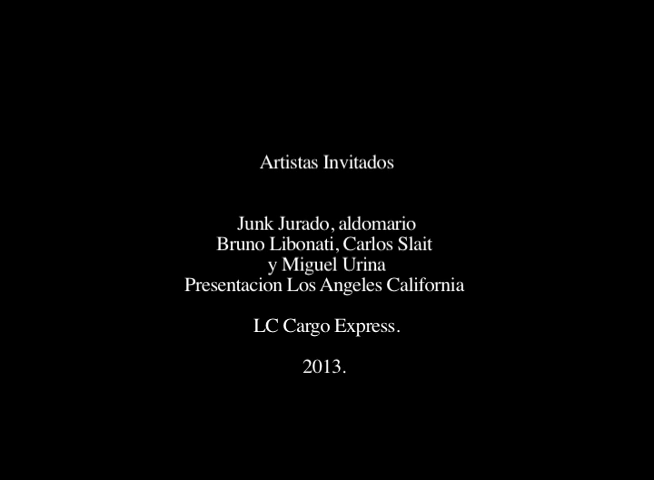 Artistas Invitados
Junk Jurado, aldomario
Bruno Libonati, Carlos Slait
y Miguel Urina
Presentacion Los Angeles California
LC Cargo Express.
2013.